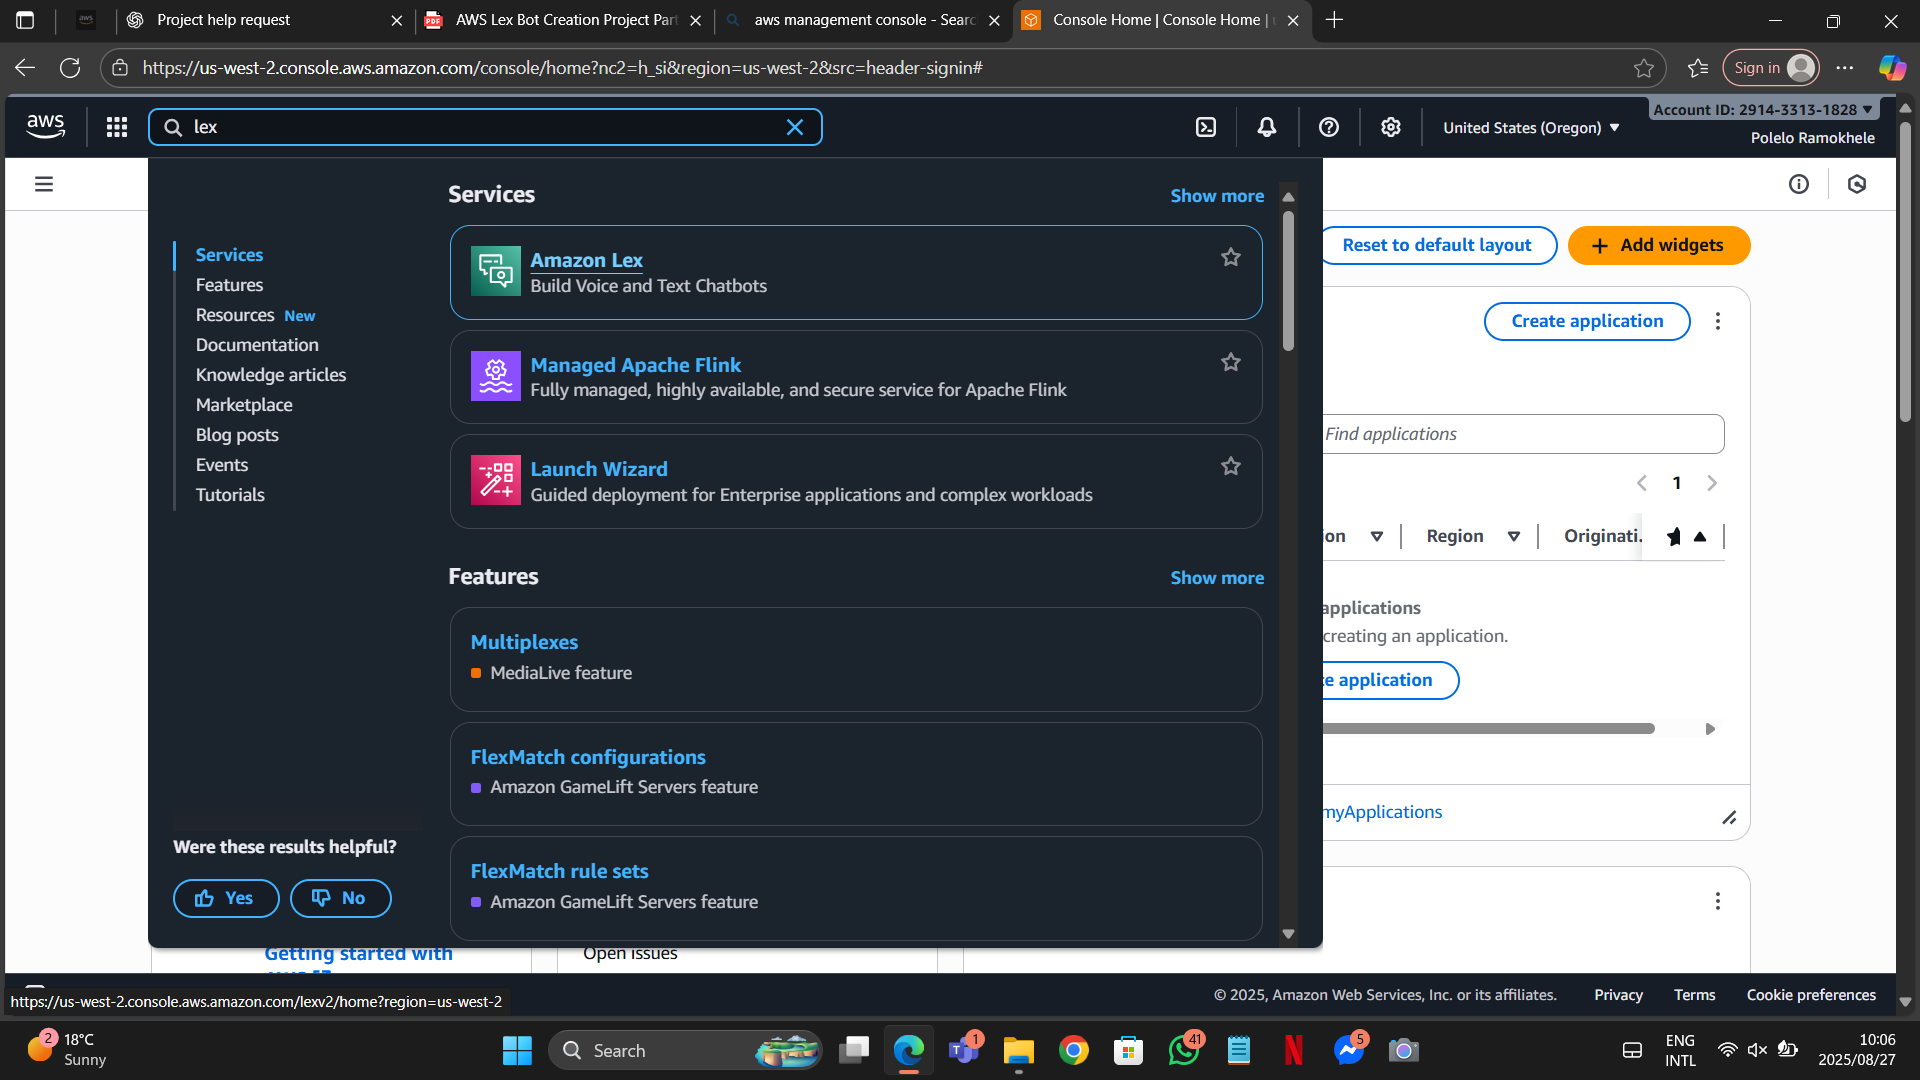 Project help request
AWS Lex Bot Creation Project Part
aws management console - Searc
Console Home | Console Home |
https://us-west-2.console.aws.amazon.com/console/home?nc2=h_si&region=us-west-2&src=header-signin#
Sign in
aws
lex
United States (Oregon)
Account ID: 2914-3313-1828
Polelo Ramokhele
Services
Features
Resources New
Documentation
Knowledge articles
Marketplace
Blog posts
Events
Tutorials
Were these results helpful?
Yes
No
Services
Show more
Amazon Lex
Build Voice and Text Chatbots
Managed Apache Flink
Fully managed, highly available, and secure service for Apache Flink
Launch Wizard
Guided deployment for Enterprise applications and complex workloads
Features
Show more
Multiplexes
MediaLive feature
FlexMatch configurations
Amazon GameLift Servers feature
FlexMatch rule sets
Amazon GameLift Servers feature
Reset to default layout
+ Add widgets
Create application
Find applications
1
ion
Region
Originati.
applications
creating an application.
te application
myApplications
Getting started with
Open issues
https://us-west-2.console.aws.amazon.com/lexv2/home?region=us-west-2
© 2025, Amazon Web Services, Inc. or its affiliates.
Privacy
Terms
Cookie preferences
2
18°C
Sunny
Search
1
41
5
ENG
INTL
10:06
2025/08/27